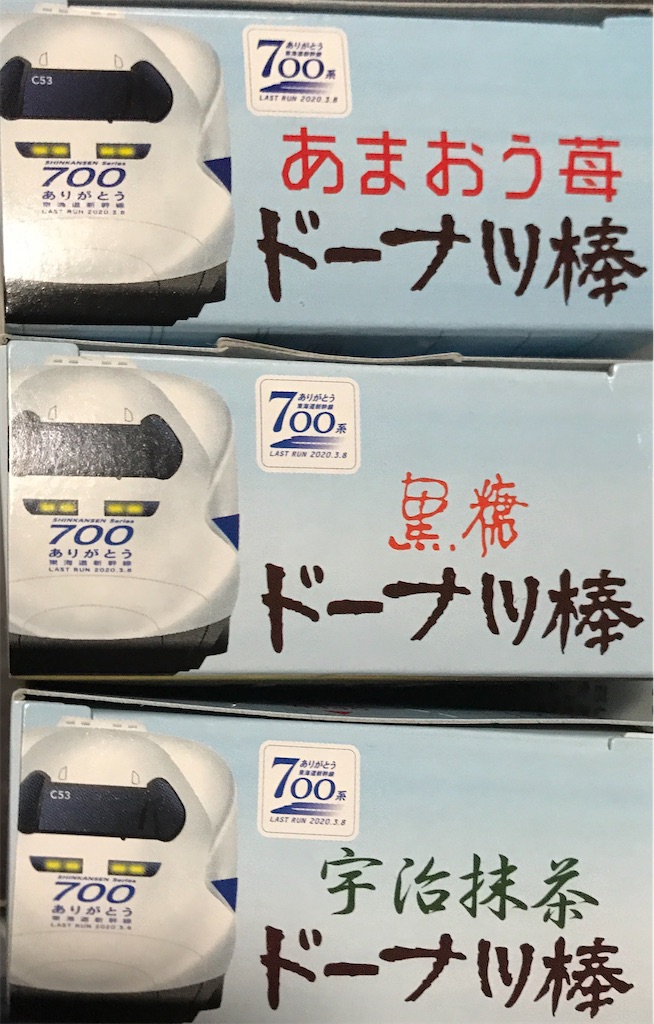 C53
SHINKANSEN Series
700
ありがとう
東海道新幹線
LAST RUN 2020.3.8
ありがとう
東海道新幹線
700系
LAST RUN 2020.3.8
あまおう苺
ドーナツ棒
SHINKANSEN Series
700
ありがとう
東海道新幹線
LAST RUN 2020.3.8
ありがとう
東海道新幹線
700系
LAST RUN 2020.3.8
黒糖
ドーナツ棒
C53
SHINKANSEN Series
700
ありがとう
東海道新幹線
LAST RUN 2020.3.8
ありがとう
東海道新幹線
700系
LAST RUN 2020.3.8
宇治抹茶
ドーナツ棒